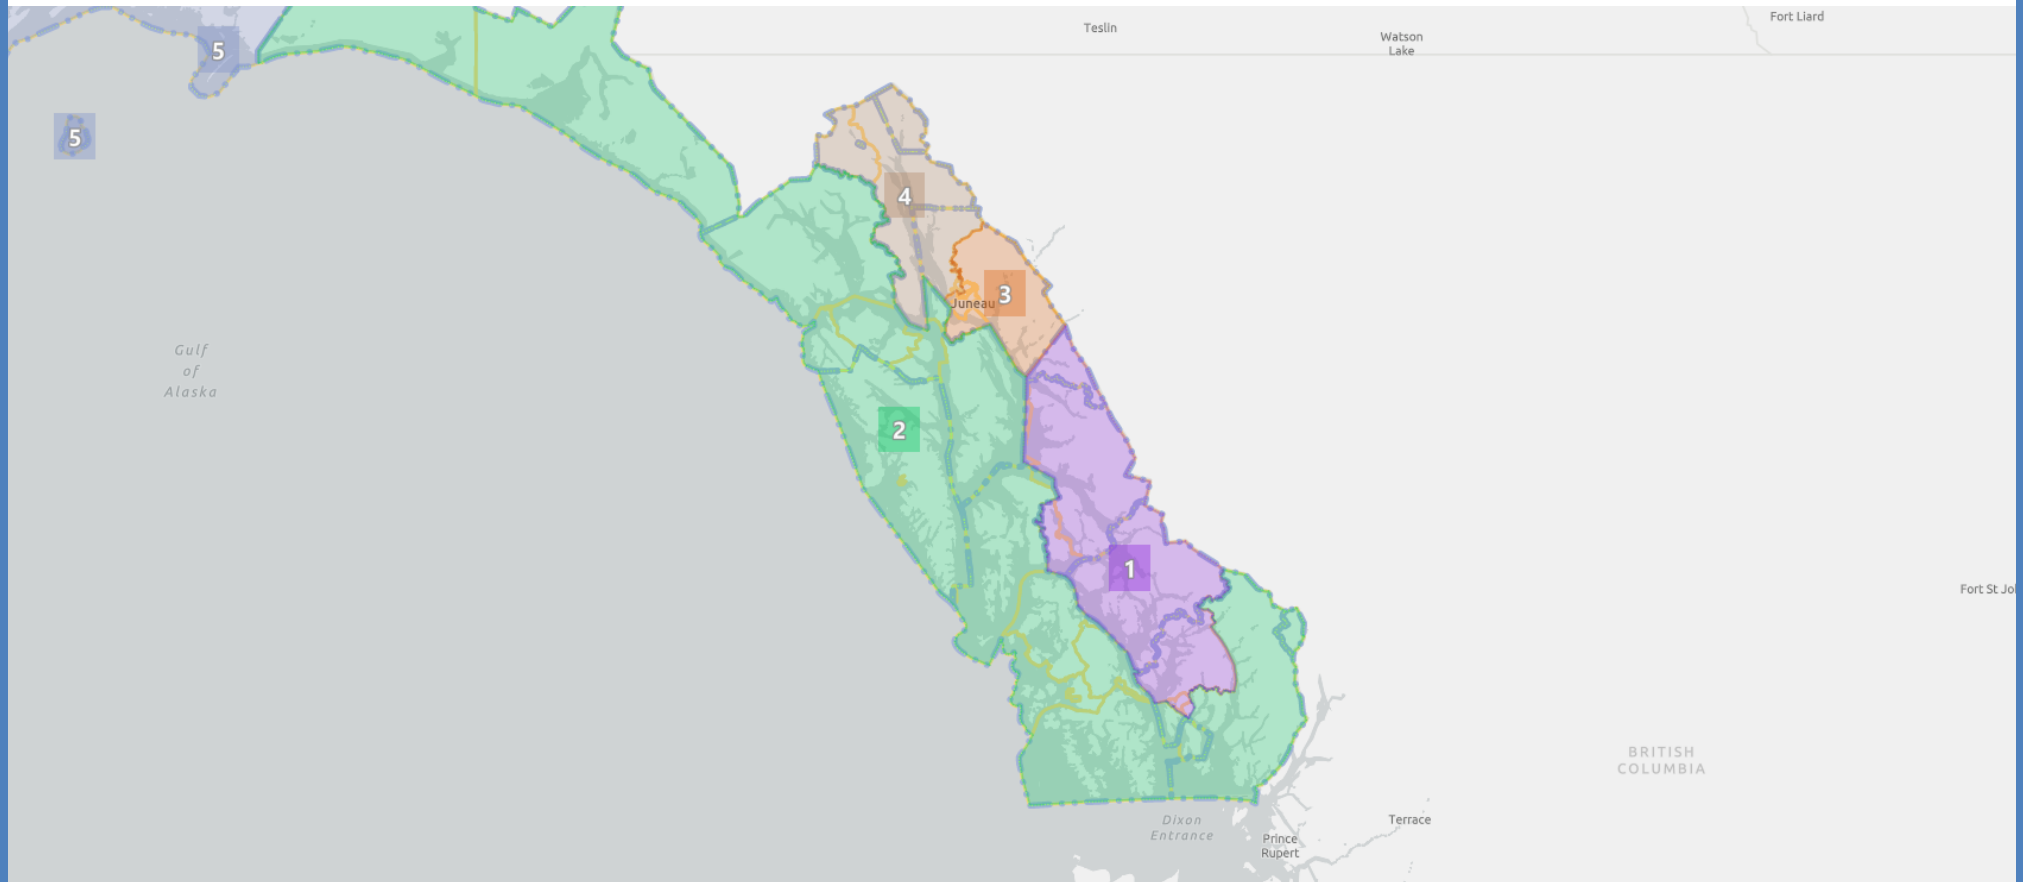 Teslin
Fort Liard
Watson
Lake
5
5
4
3
Juneau
Gulf
of
Alaska
2
1
Fort St Jo
BRITISH
COLUMBIA
Dixon
Entrance
Terrace
Prince
Rupert